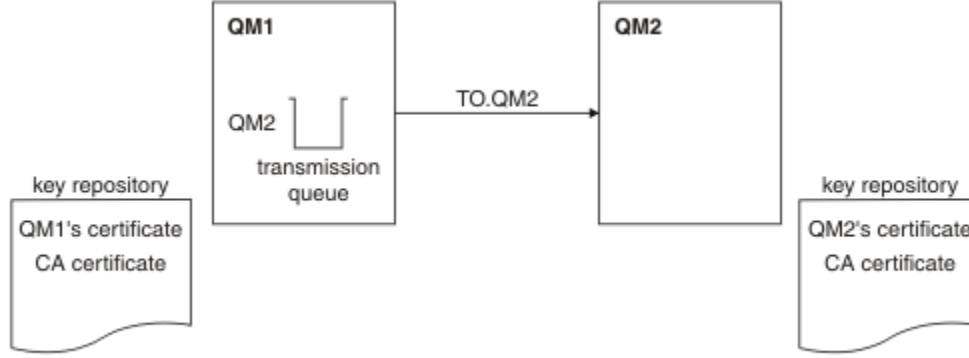 QM1
QM2
TO.QM2
QM2
transmission
queue
key repository
QM1's certificate
CA certificate
key repository
QM2's certificate
CA certificate